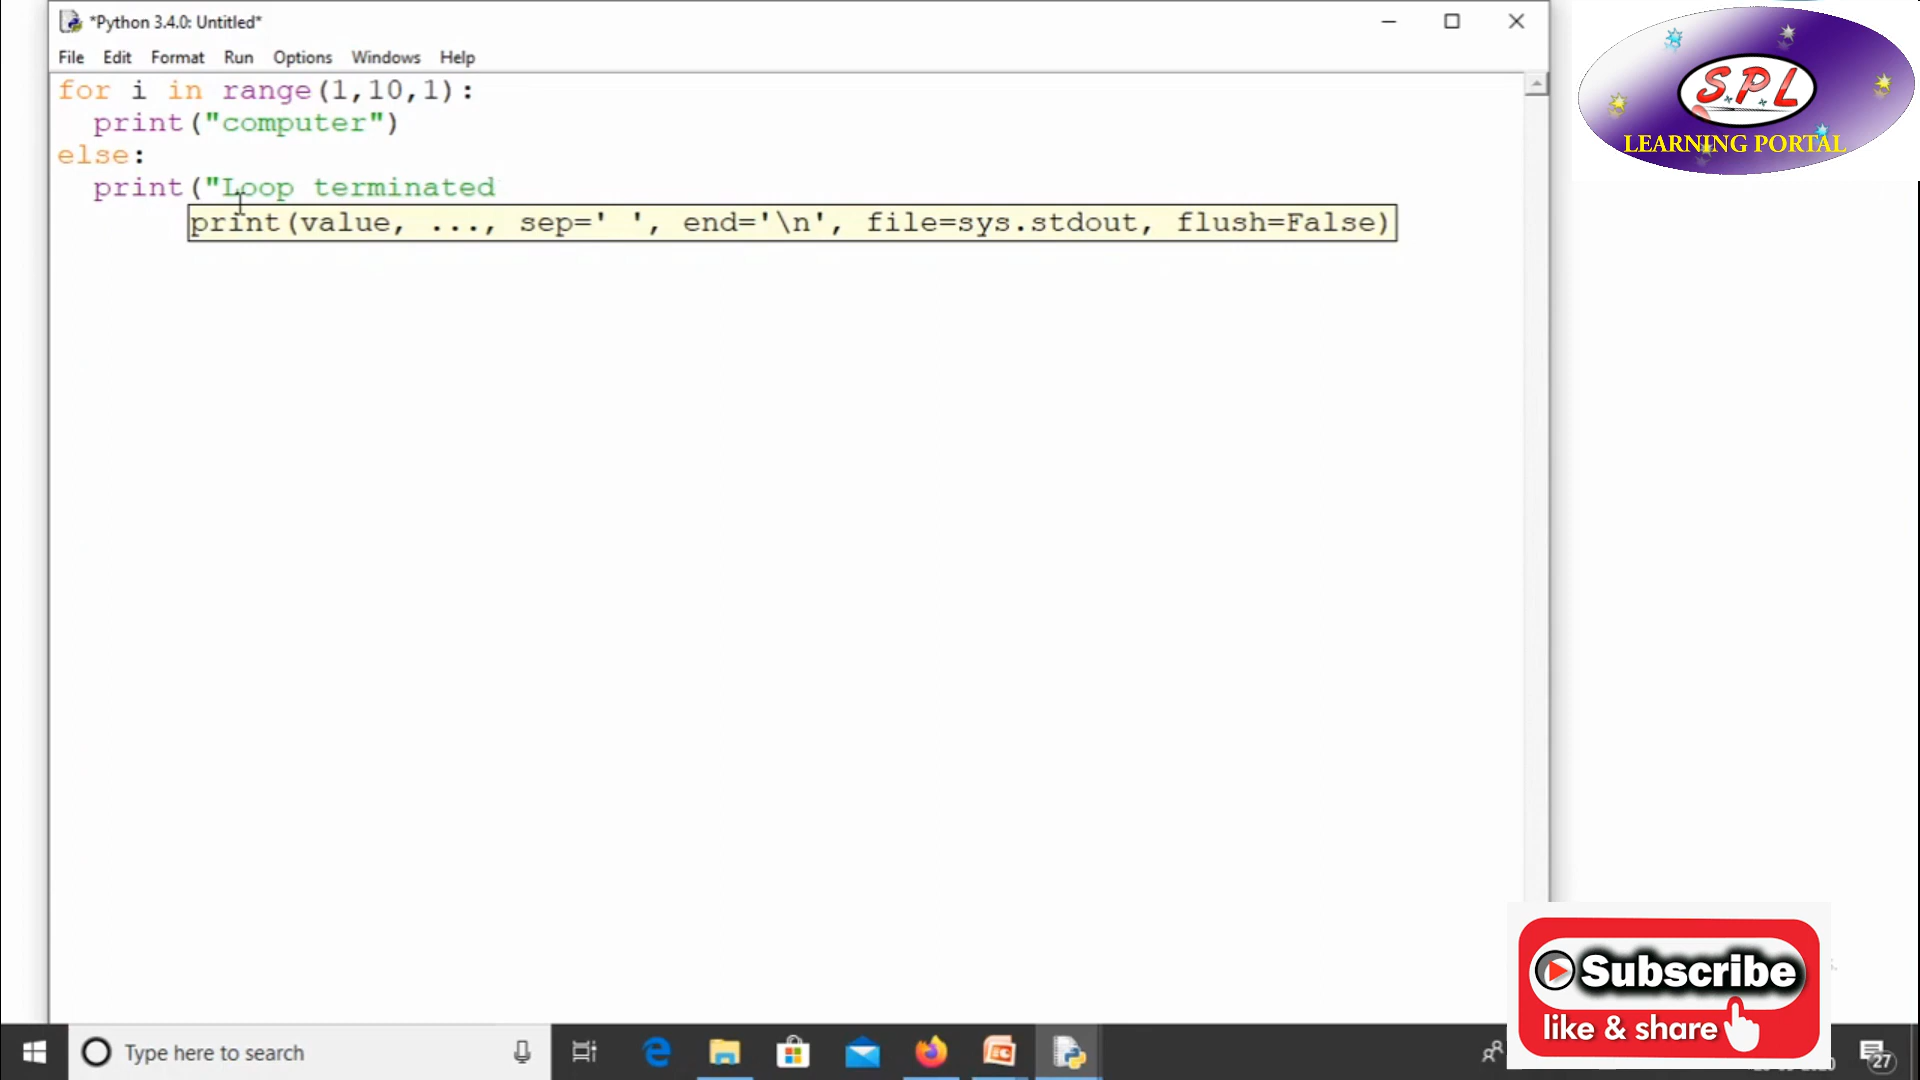 *Python 3.4.0: Untitled*
File Edit Format Run Options Windows Help
for i in range(1,10,1):
  print("computer")
else:
  print("Loop terminated
print(value, ..., sep=' ', end='\n', file=sys.stdout, flush=False)
S.P.L
LEARNING PORTAL
Subscribe
like & share
Type here to search
27